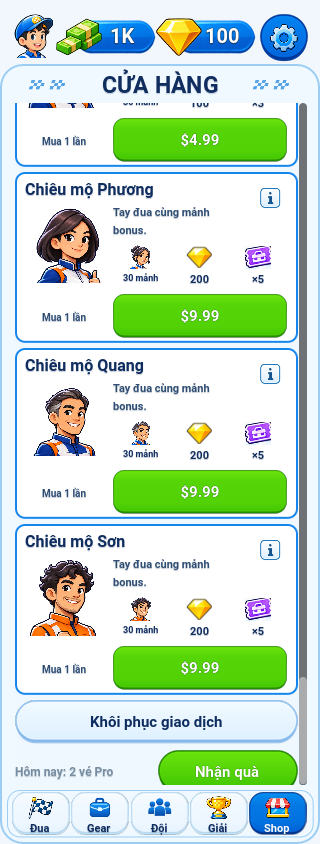 1K
100
CỬA HÀNG
100
×5
Mua 1 lần
$4.99
Chiêu mộ Phương
Tay đua cùng mảnh
bonus.
30 mảnh
200
×5
Mua 1 lần
$9.99
Chiêu mộ Quang
Tay đua cùng mảnh
bonus.
30 mảnh
200
×5
Mua 1 lần
$9.99
Chiêu mộ Sơn
Tay đua cùng mảnh
bonus.
30 mảnh
200
×5
Mua 1 lần
$9.99
Khôi phục giao dịch
Hôm nay: 2 vé Pro
Nhận quà
Đua
Gear
Đội
Giải
Shop